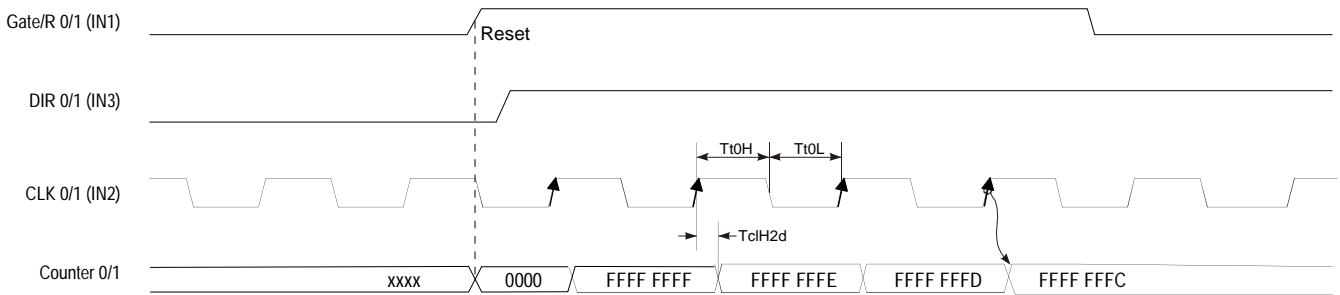 Gate/R 0/1 (IN1)
Reset
DIR 0/1 (IN3)
Tt0H Tt0L
CLK 0/1 (IN2)
TclH2d
Counter 0/1 xxxx 0000 FFFF FFFF FFFF FFFE FFFF FFFD FFFF FFFC